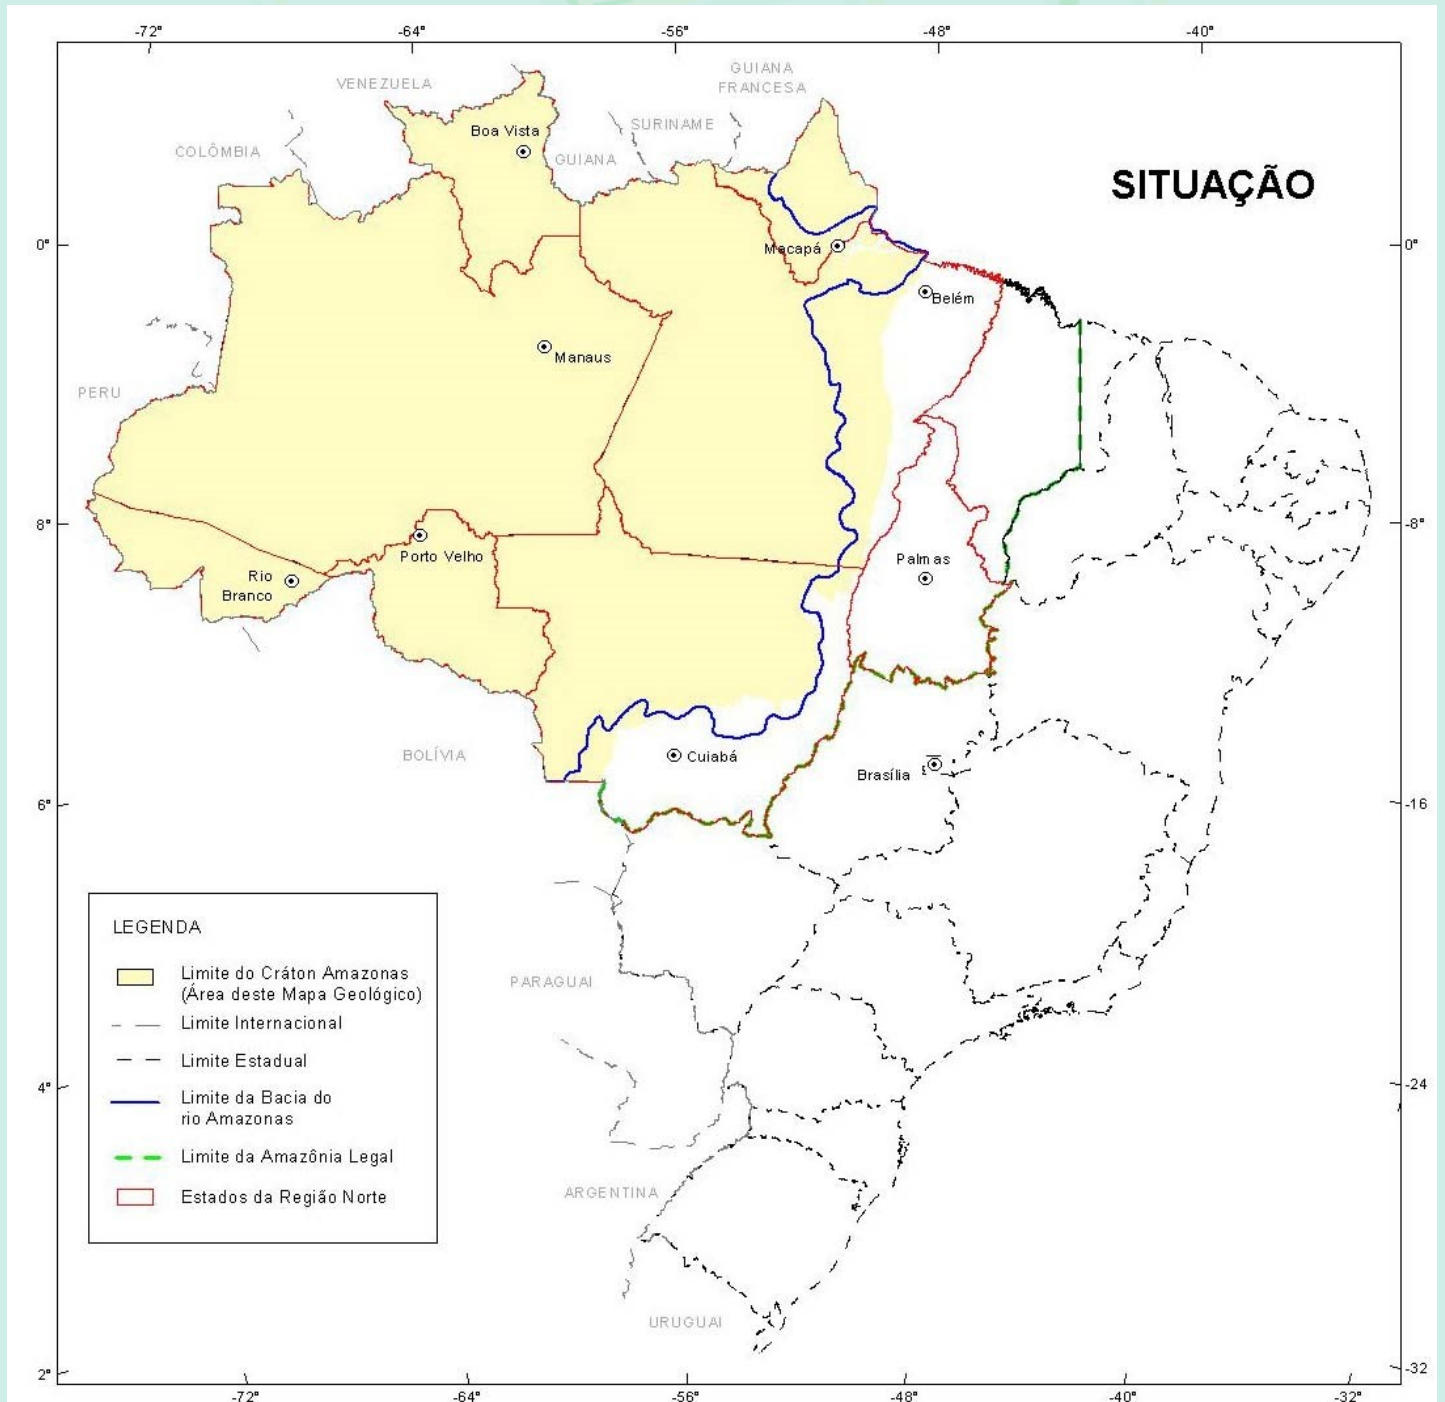 -72°
-64°
-56°
-48°
-40°
VENEZUELA
GUIANA
FRANCESA
SURINAME
COLÔMBIA
Boa Vista
GUIANA
SITUAÇÃO
0°
Macapá
0°
Belém
Manaus
PERU
8°
-8°
Porto Velho
Palmas
Rio
Branco
BOLÍVIA
Cuiabá
Brasília
6°
-16
LEGENDA
Limite do Cráton Amazonas
(Área deste Mapa Geológico)
Limite Internacional
Limite Estadual
Limite da Bacia do
rio Amazonas
Limite da Amazônia Legal
Estados da Região Norte
PARAGUAI
4°
-24
ARGENTINA
URUGUAI
2°
-32
-72°
-64°
-56°
-48°
-40°
-32°